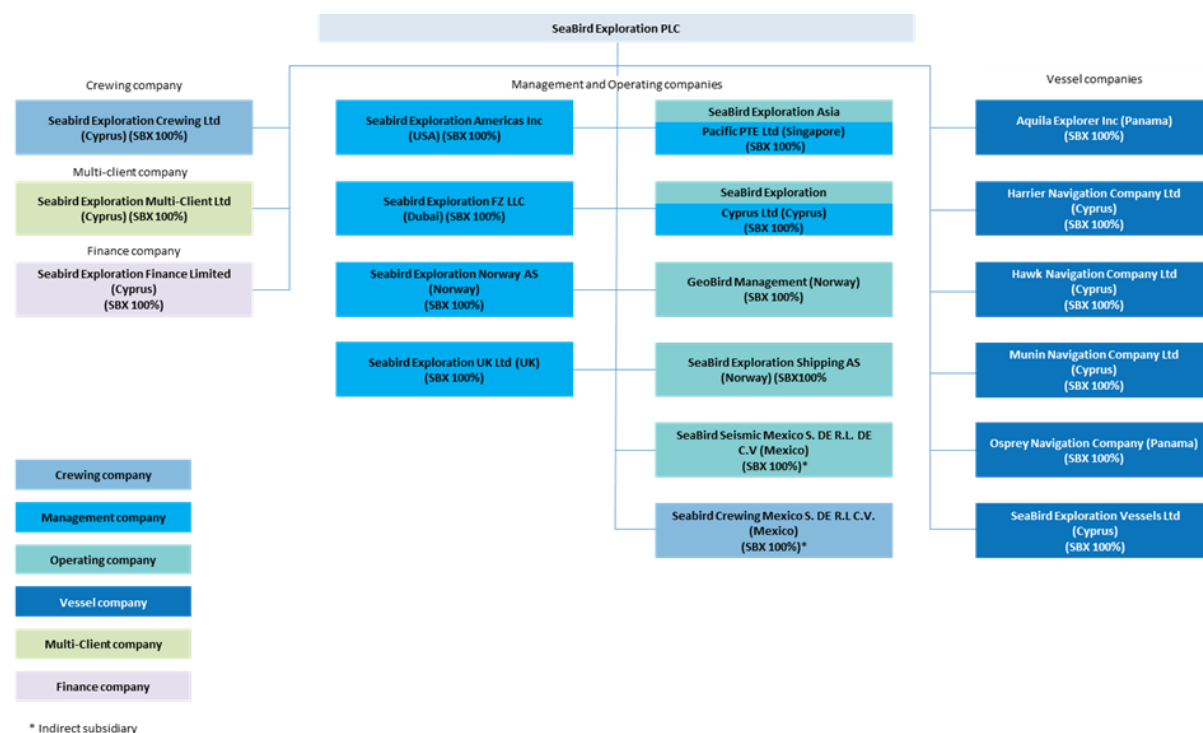 SeaBird Exploration PLC
Crewing company
Seabird Exploration Crewing Ltd
(Cyprus) (SBX 100%)
Multi-client company
Seabird Exploration Multi-Client Ltd
(Cyprus) (SBX 100%)
Finance company
Seabird Exploration Finance Limited
(Cyprus)
(SBX 100%)
Management and Operating companies
Seabird Exploration Americas Inc
(USA) (SBX 100%)
Seabird Exploration FZ LLC
(Dubai) (SBX 100%)
Seabird Exploration Norway AS
(Norway)
(SBX 100%)
Seabird Exploration UK Ltd (UK)
(SBX 100%)
SeaBird Exploration Asia
Pacific PTE Ltd (Singapore)
(SBX 100%)
SeaBird Exploration
Cyprus Ltd (Cyprus)
(SBX 100%)
GeoBird Management (Norway)
(SBX 100%)
SeaBird Exploration Shipping AS
(Norway) (SBX100%
SeaBird Seismic Mexico S. DE R.L. DE
C.V (Mexico)
(SBX 100%)*
Seabird Crewing Mexico S. DE R.L C.V.
(Mexico)
(SBX 100%)*
Vessel companies
Aquila Explorer Inc (Panama)
(SBX 100%)
Harrier Navigation Company Ltd
(Cyprus)
(SBX 100%)
Hawk Navigation Company Ltd
(Cyprus)
(SBX 100%)
Munin Navigation Company Ltd
(Cyprus)
(SBX 100%)
Osprey Navigation Company (Panama)
(SBX 100%)
SeaBird Exploration Vessels Ltd
(Cyprus)
(SBX 100%)
Crewing company
Management company
Operating company
Vessel company
Multi-Client company
Finance company
* Indirect subsidiary